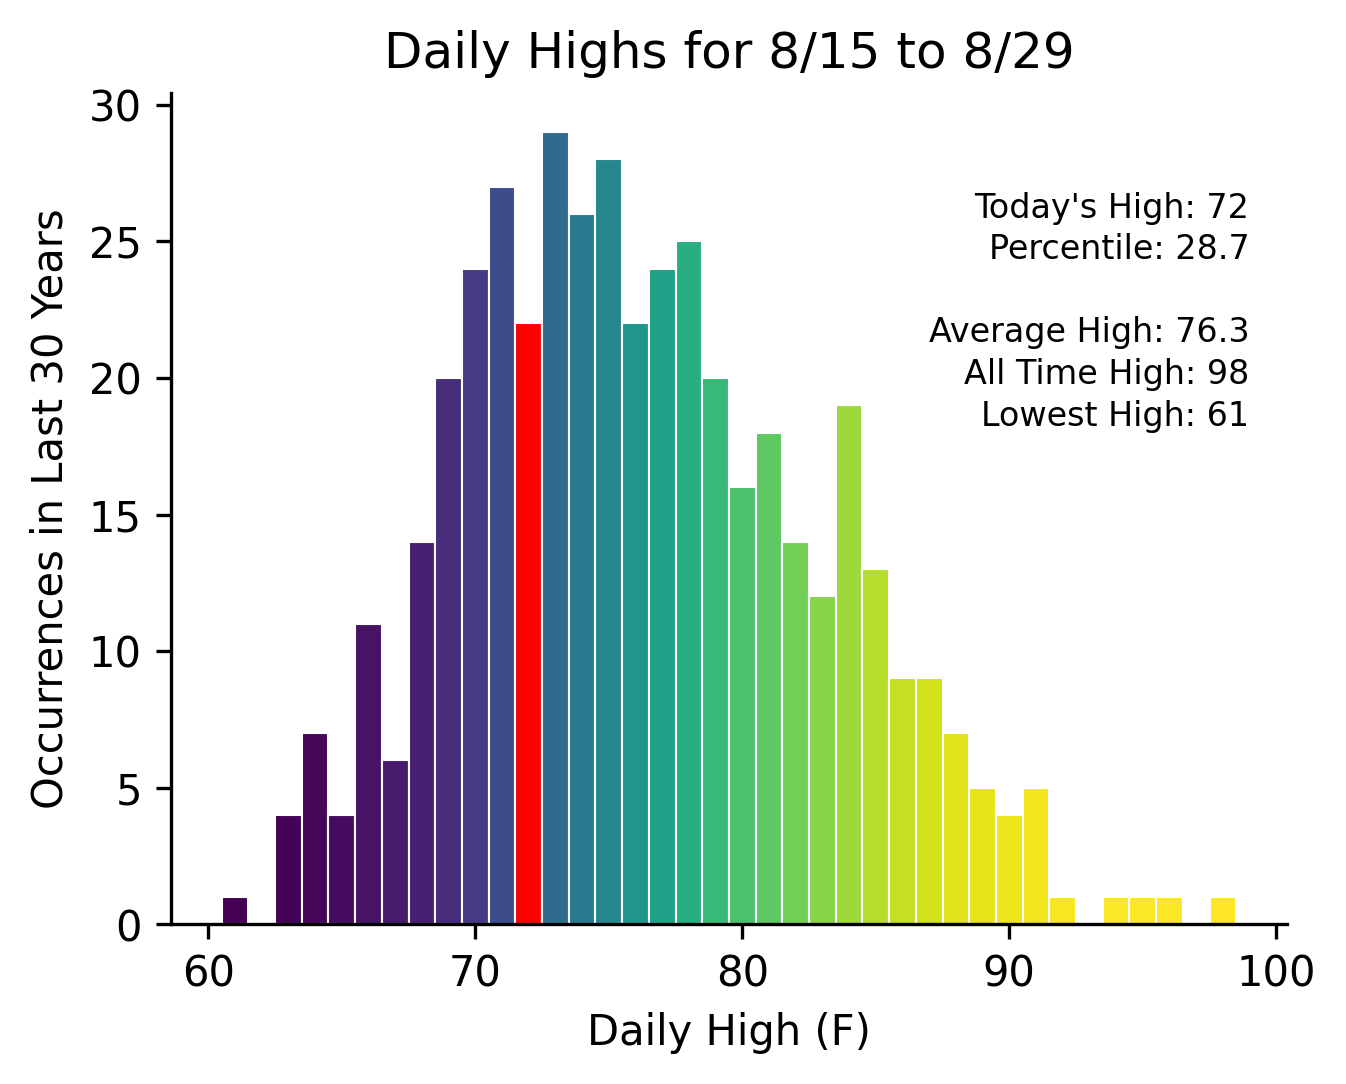 Daily Highs for 8/15 to 8/29
Occurrences in Last 30 Years
30
25
20
15
10
5
0
Today's High: 72
Percentile: 28.7
Average High: 76.3
All Time High: 98
Lowest High: 61
60 70 80 90 100
Daily High (F)